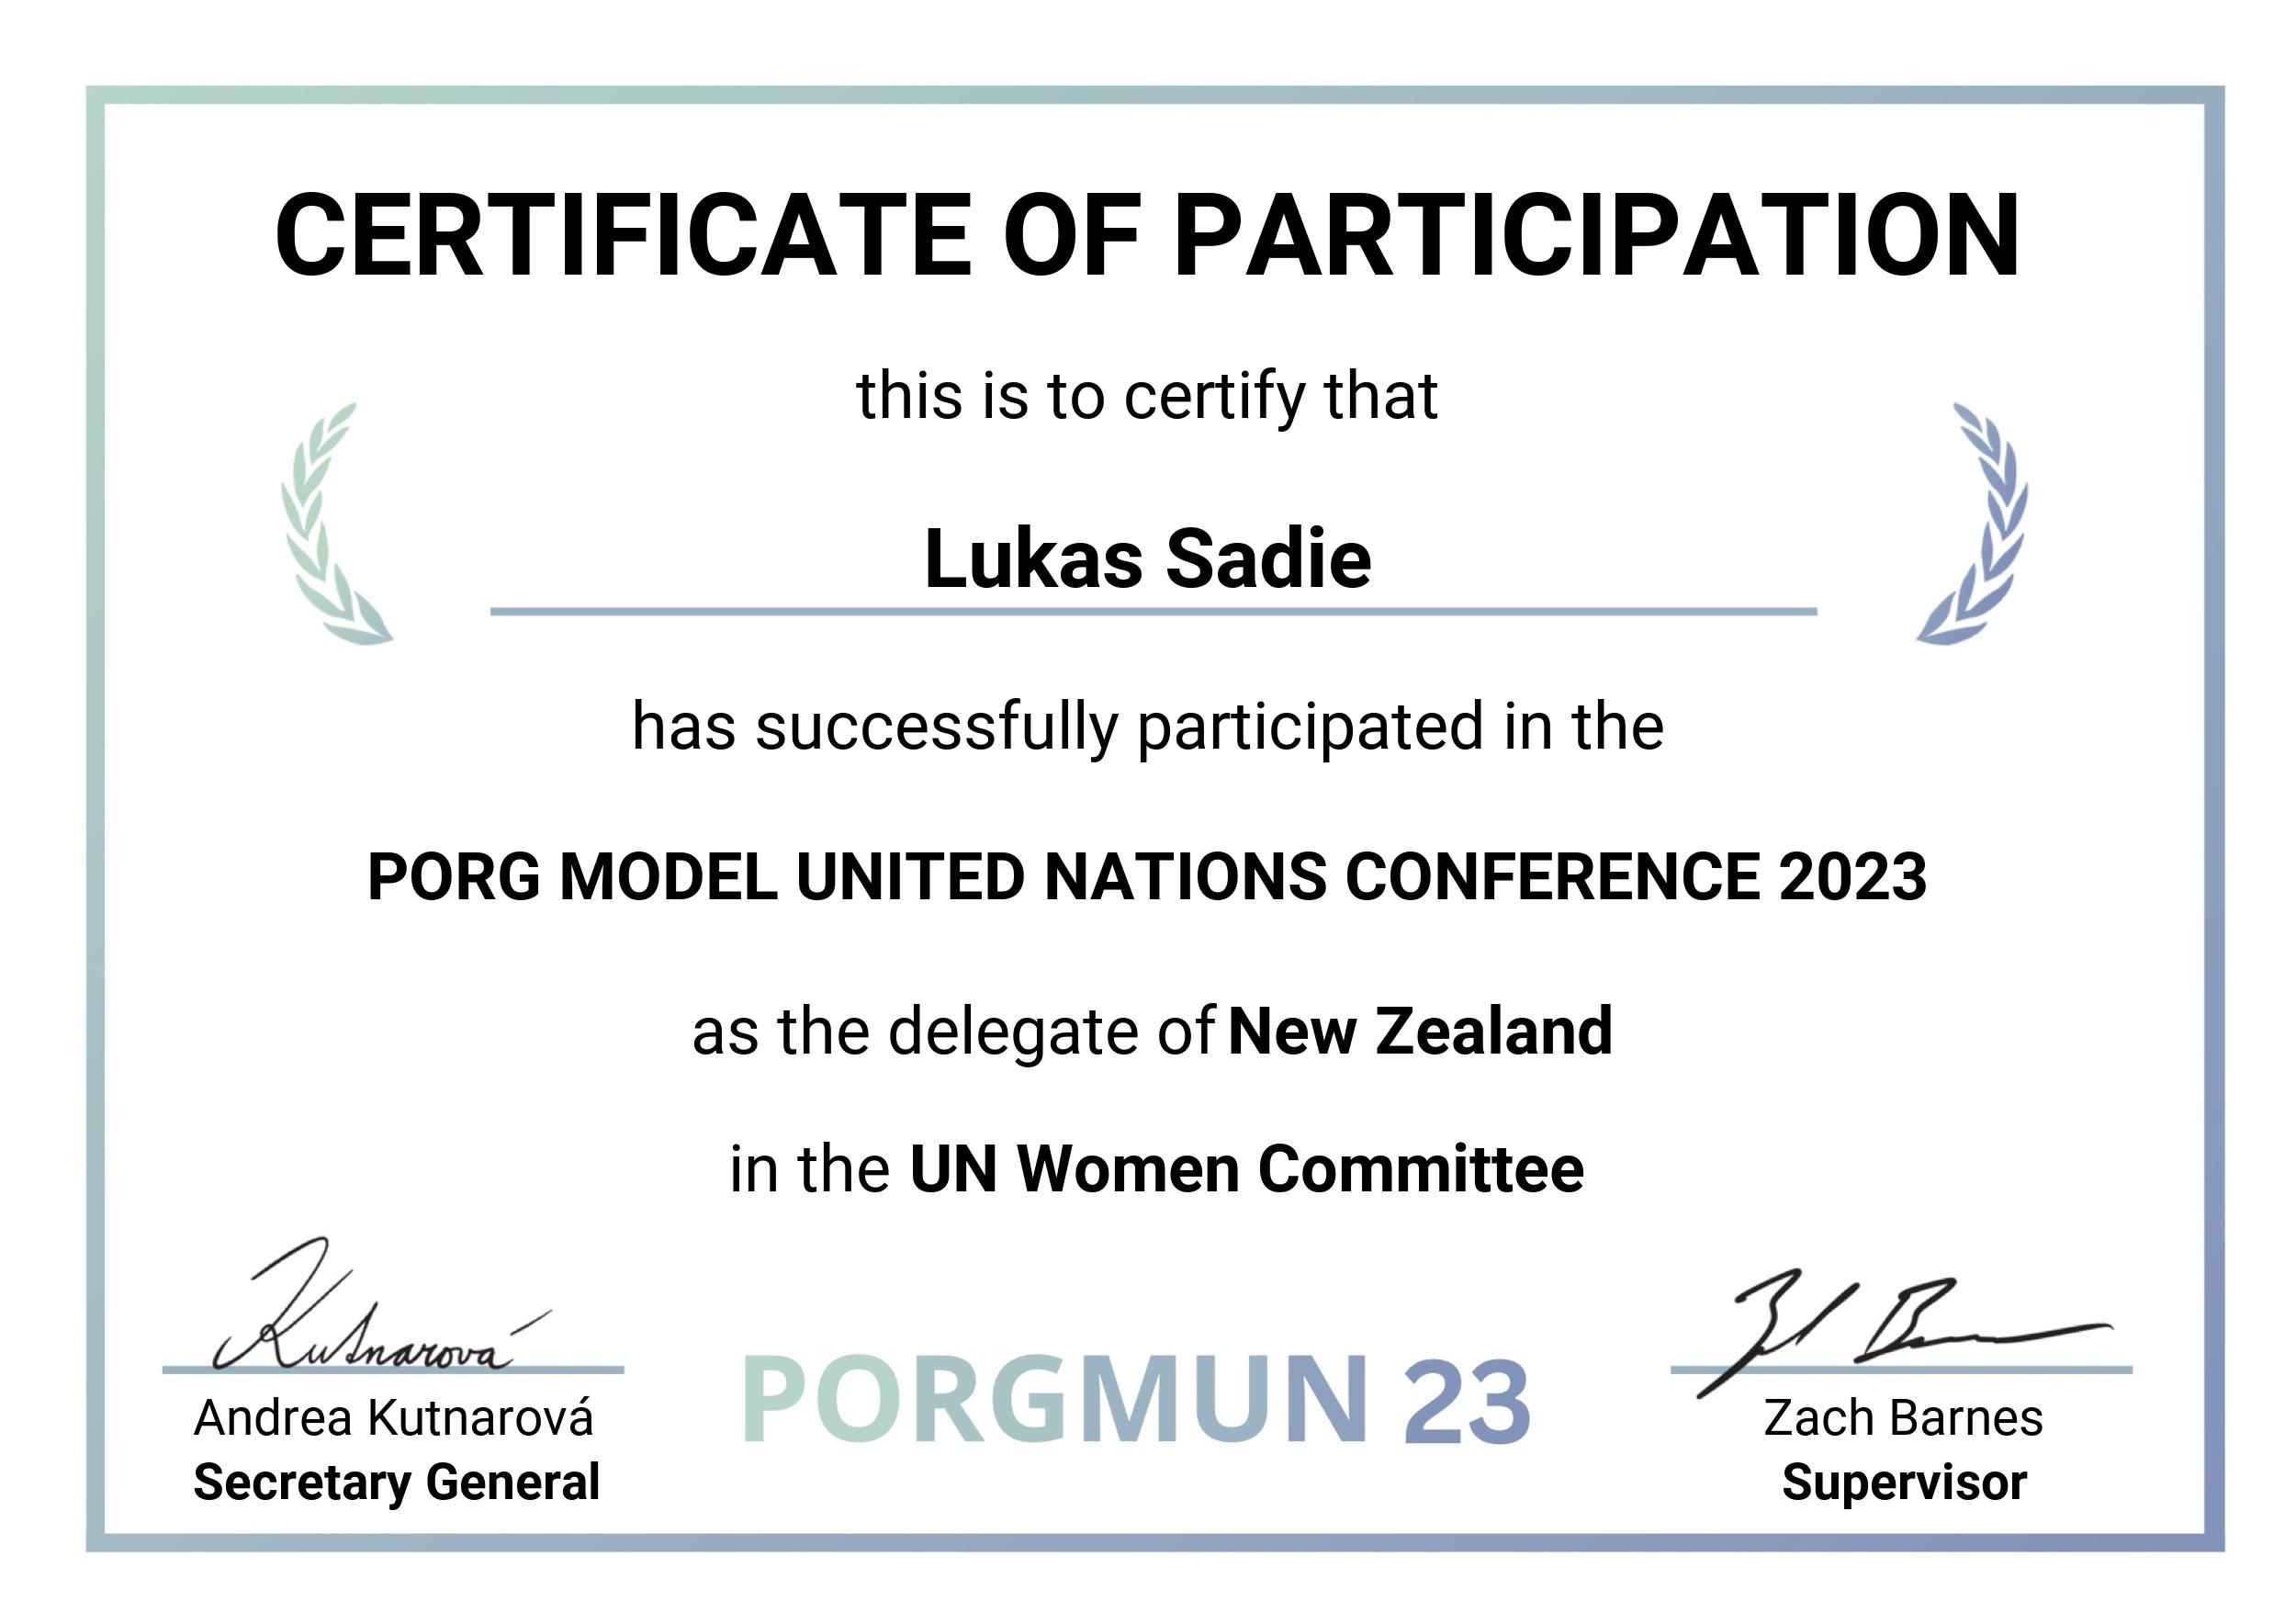 CERTIFICATE OF PARTICIPATION
this is to certify that
Lukas Sadie
has successfully participated in the
PORG MODEL UNITED NATIONS CONFERENCE 2023
as the delegate of New Zealand
in the UN Women Committee
Kutnarová
Andrea Kutnarová
Secretary General
PORGMUN 23
Zach Barnes
Supervisor